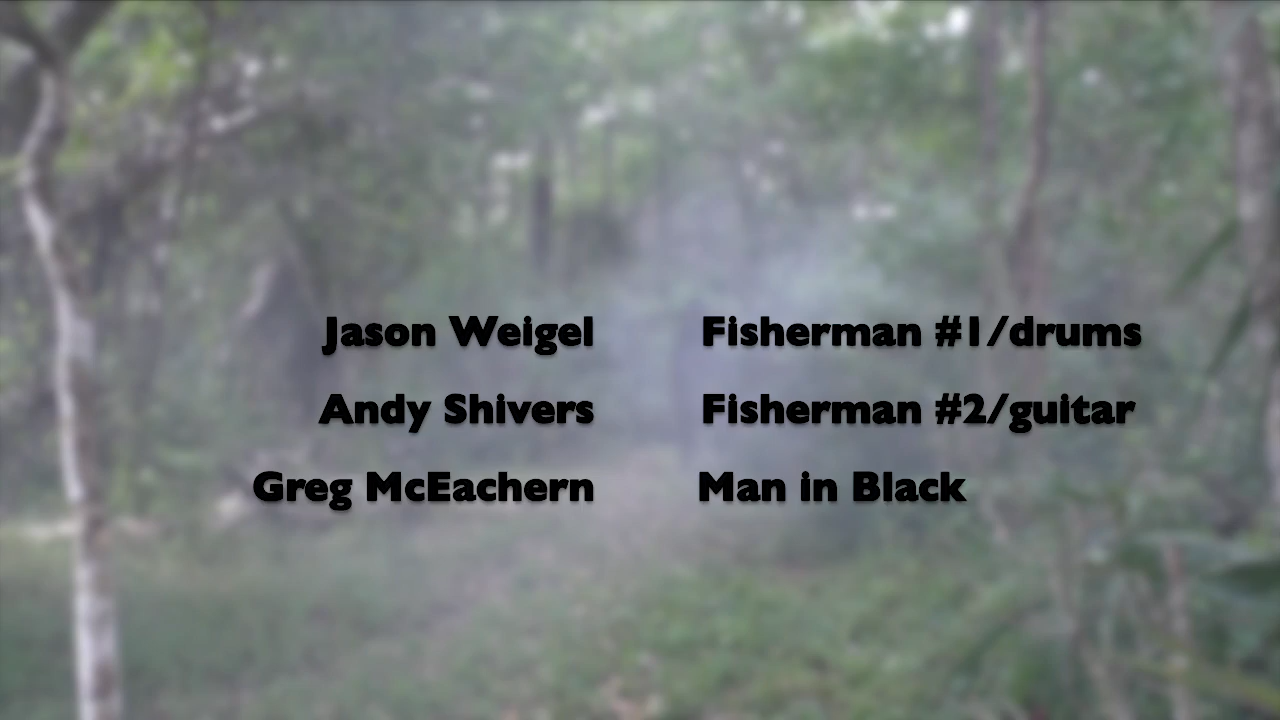 Jason Weigel Fisherman #1/drums
Andy Shivers Fisherman #2/guitar
Greg McEachern Man in Black